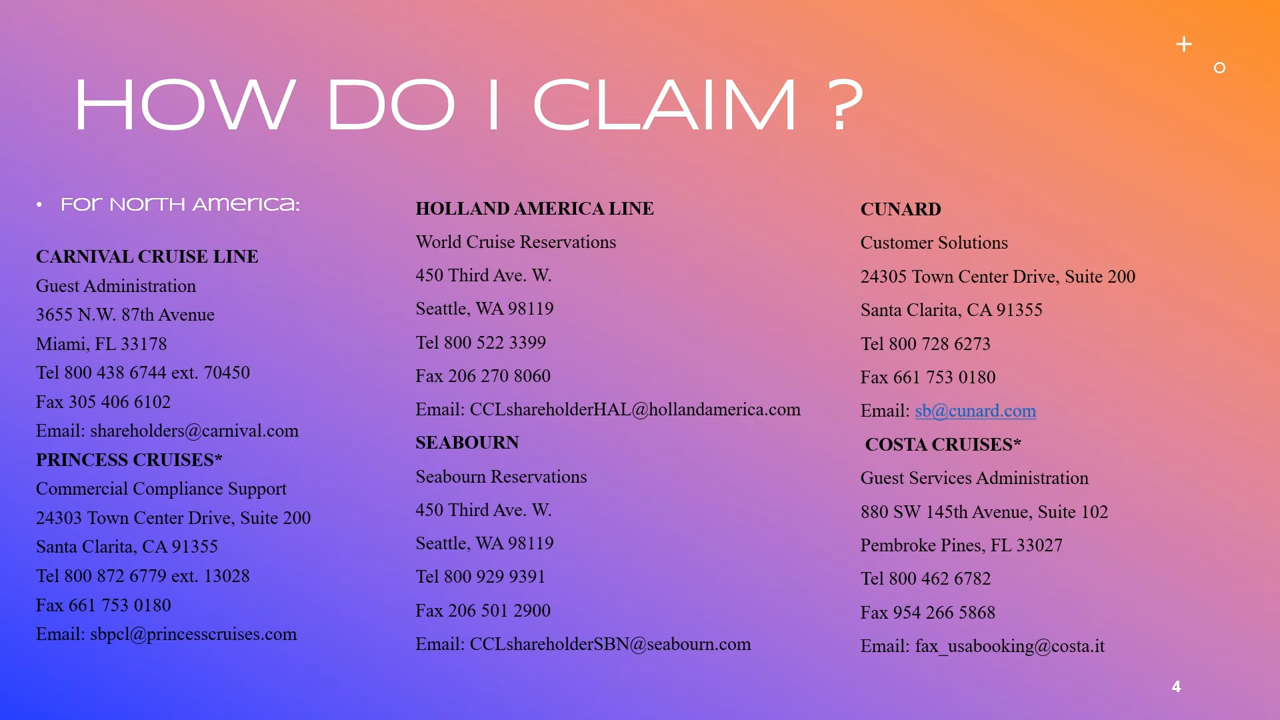 HOW DO I CLAIM ?
• For North America:
CARNIVAL CRUISE LINE
Guest Administration
3655 N.W. 87th Avenue
Miami, FL 33178
Tel 800 438 6744 ext. 70450
Fax 305 406 6102
Email: shareholders@carnival.com
PRINCESS CRUISES*
Commercial Compliance Support
24303 Town Center Drive, Suite 200
Santa Clarita, CA 91355
Tel 800 872 6779 ext. 13028
Fax 661 753 0180
Email: sbpcl@princesscruises.com
HOLLAND AMERICA LINE
World Cruise Reservations
450 Third Ave. W.
Seattle, WA 98119
Tel 800 522 3399
Fax 206 270 8060
Email: CCLshareholderHAL@hollandamerica.com
SEABOURN
Seabourn Reservations
450 Third Ave. W.
Seattle, WA 98119
Tel 800 929 9391
Fax 206 501 2900
Email: CCLshareholderSBN@seabourn.com
CUNARD
Customer Solutions
24305 Town Center Drive, Suite 200
Santa Clarita, CA 91355
Tel 800 728 6273
Fax 661 753 0180
Email: sb@cunard.com
COSTA CRUISES*
Guest Services Administration
880 SW 145th Avenue, Suite 102
Pembroke Pines, FL 33027
Tel 800 462 6782
Fax 954 266 5868
Email: fax_usabooking@costa.it
4